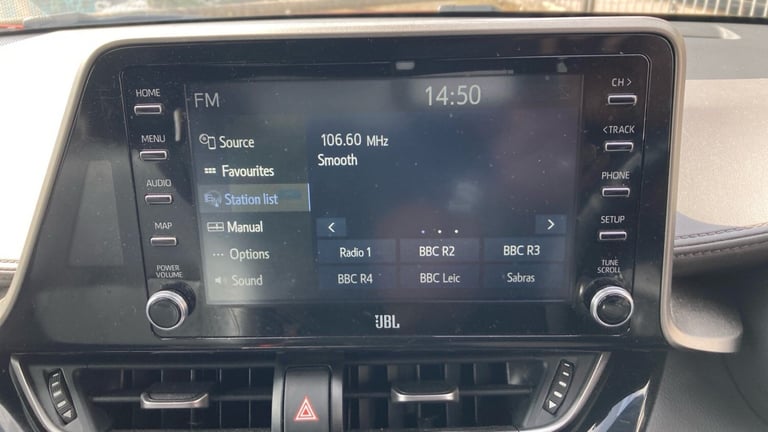 HOME
MENU
AUDIO
MAP
POWER
VOLUME
FM
14:50
Source
Favourites
Station list
Manual
Options
Sound
106.60 MHz
Smooth
<
>
Radio 1 BBC R2 BBC R3
BBC R4 BBC Leic Sabras
CH >
< TRACK
PHONE
SETUP
TUNE
SCROLL
JBL